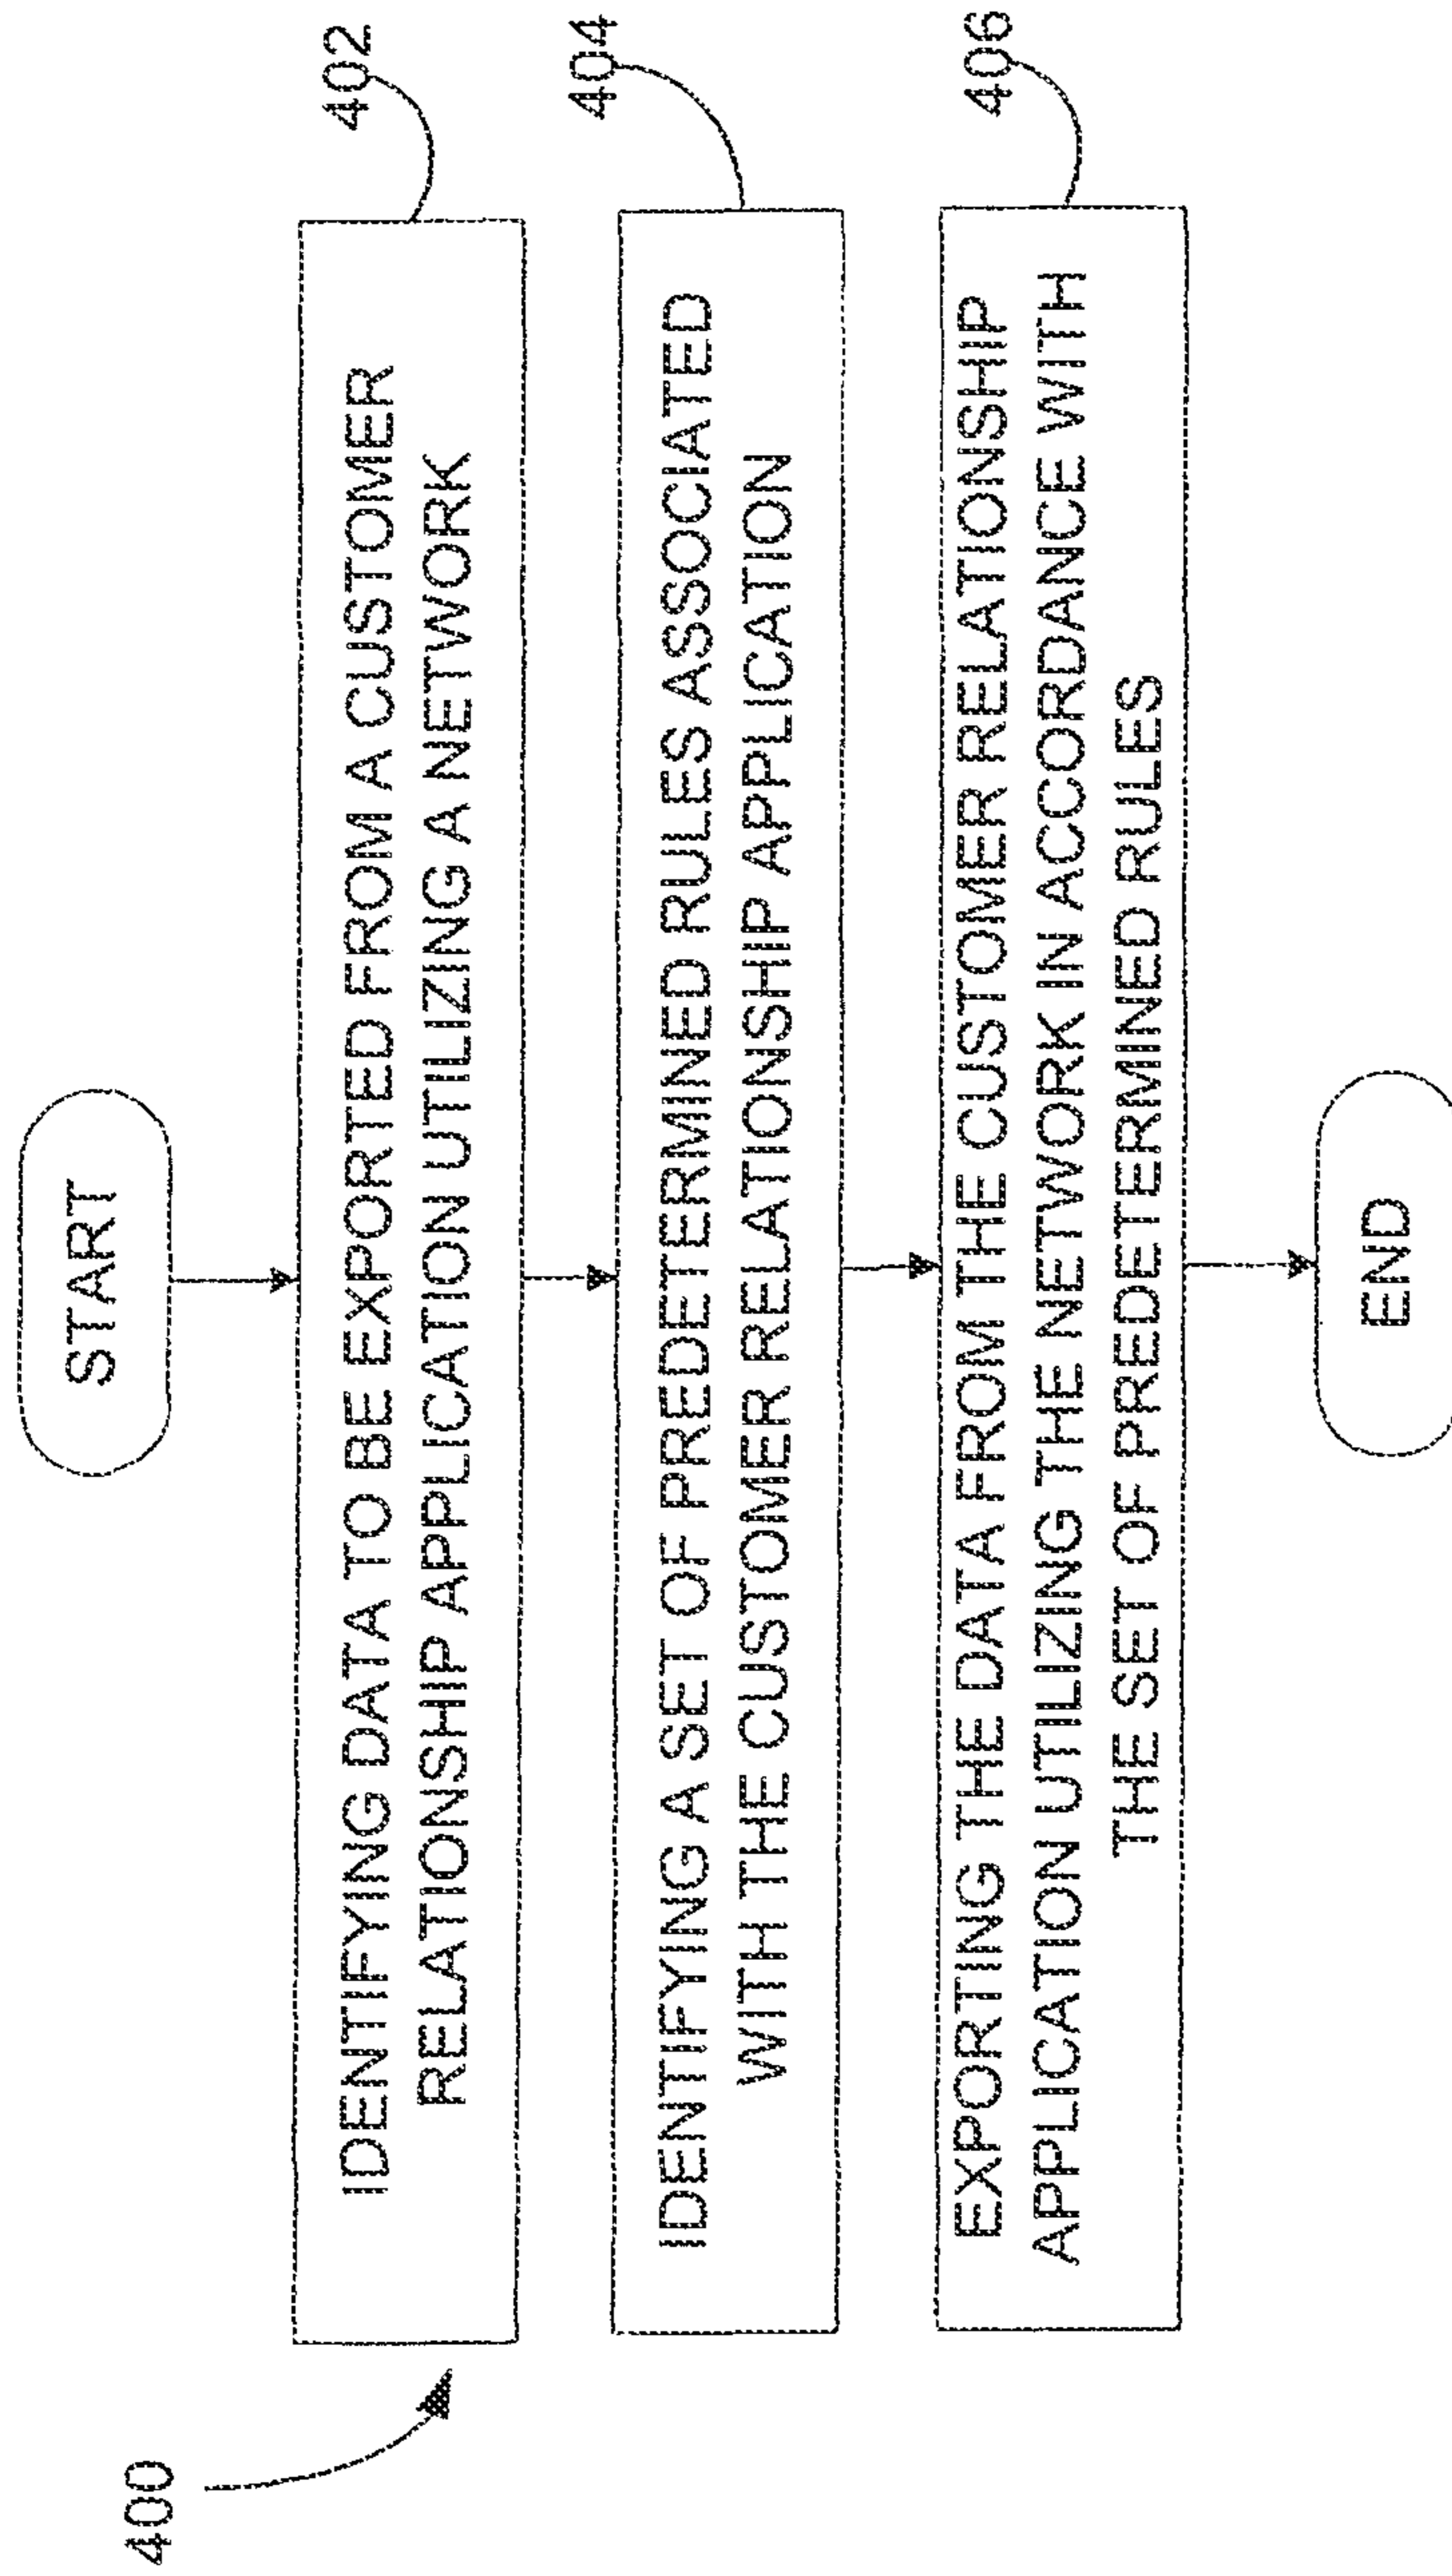 400
START
IDENTIFYING DATA TO BE EXPORTED FROM A CUSTOMER
RELATIONSHIP APPLICATION UTILIZING A NETWORK
402
IDENTIFYING A SET OF PREDETERMINED RULES ASSOCIATED
WITH THE CUSTOMER RELATIONSHIP APPLICATION
404
EXPORTING THE DATA FROM THE CUSTOMER RELATIONSHIP
APPLICATION UTILIZING THE NETWORK IN ACCORDANCE WITH
THE SET OF PREDETERMINED RULES
406
END